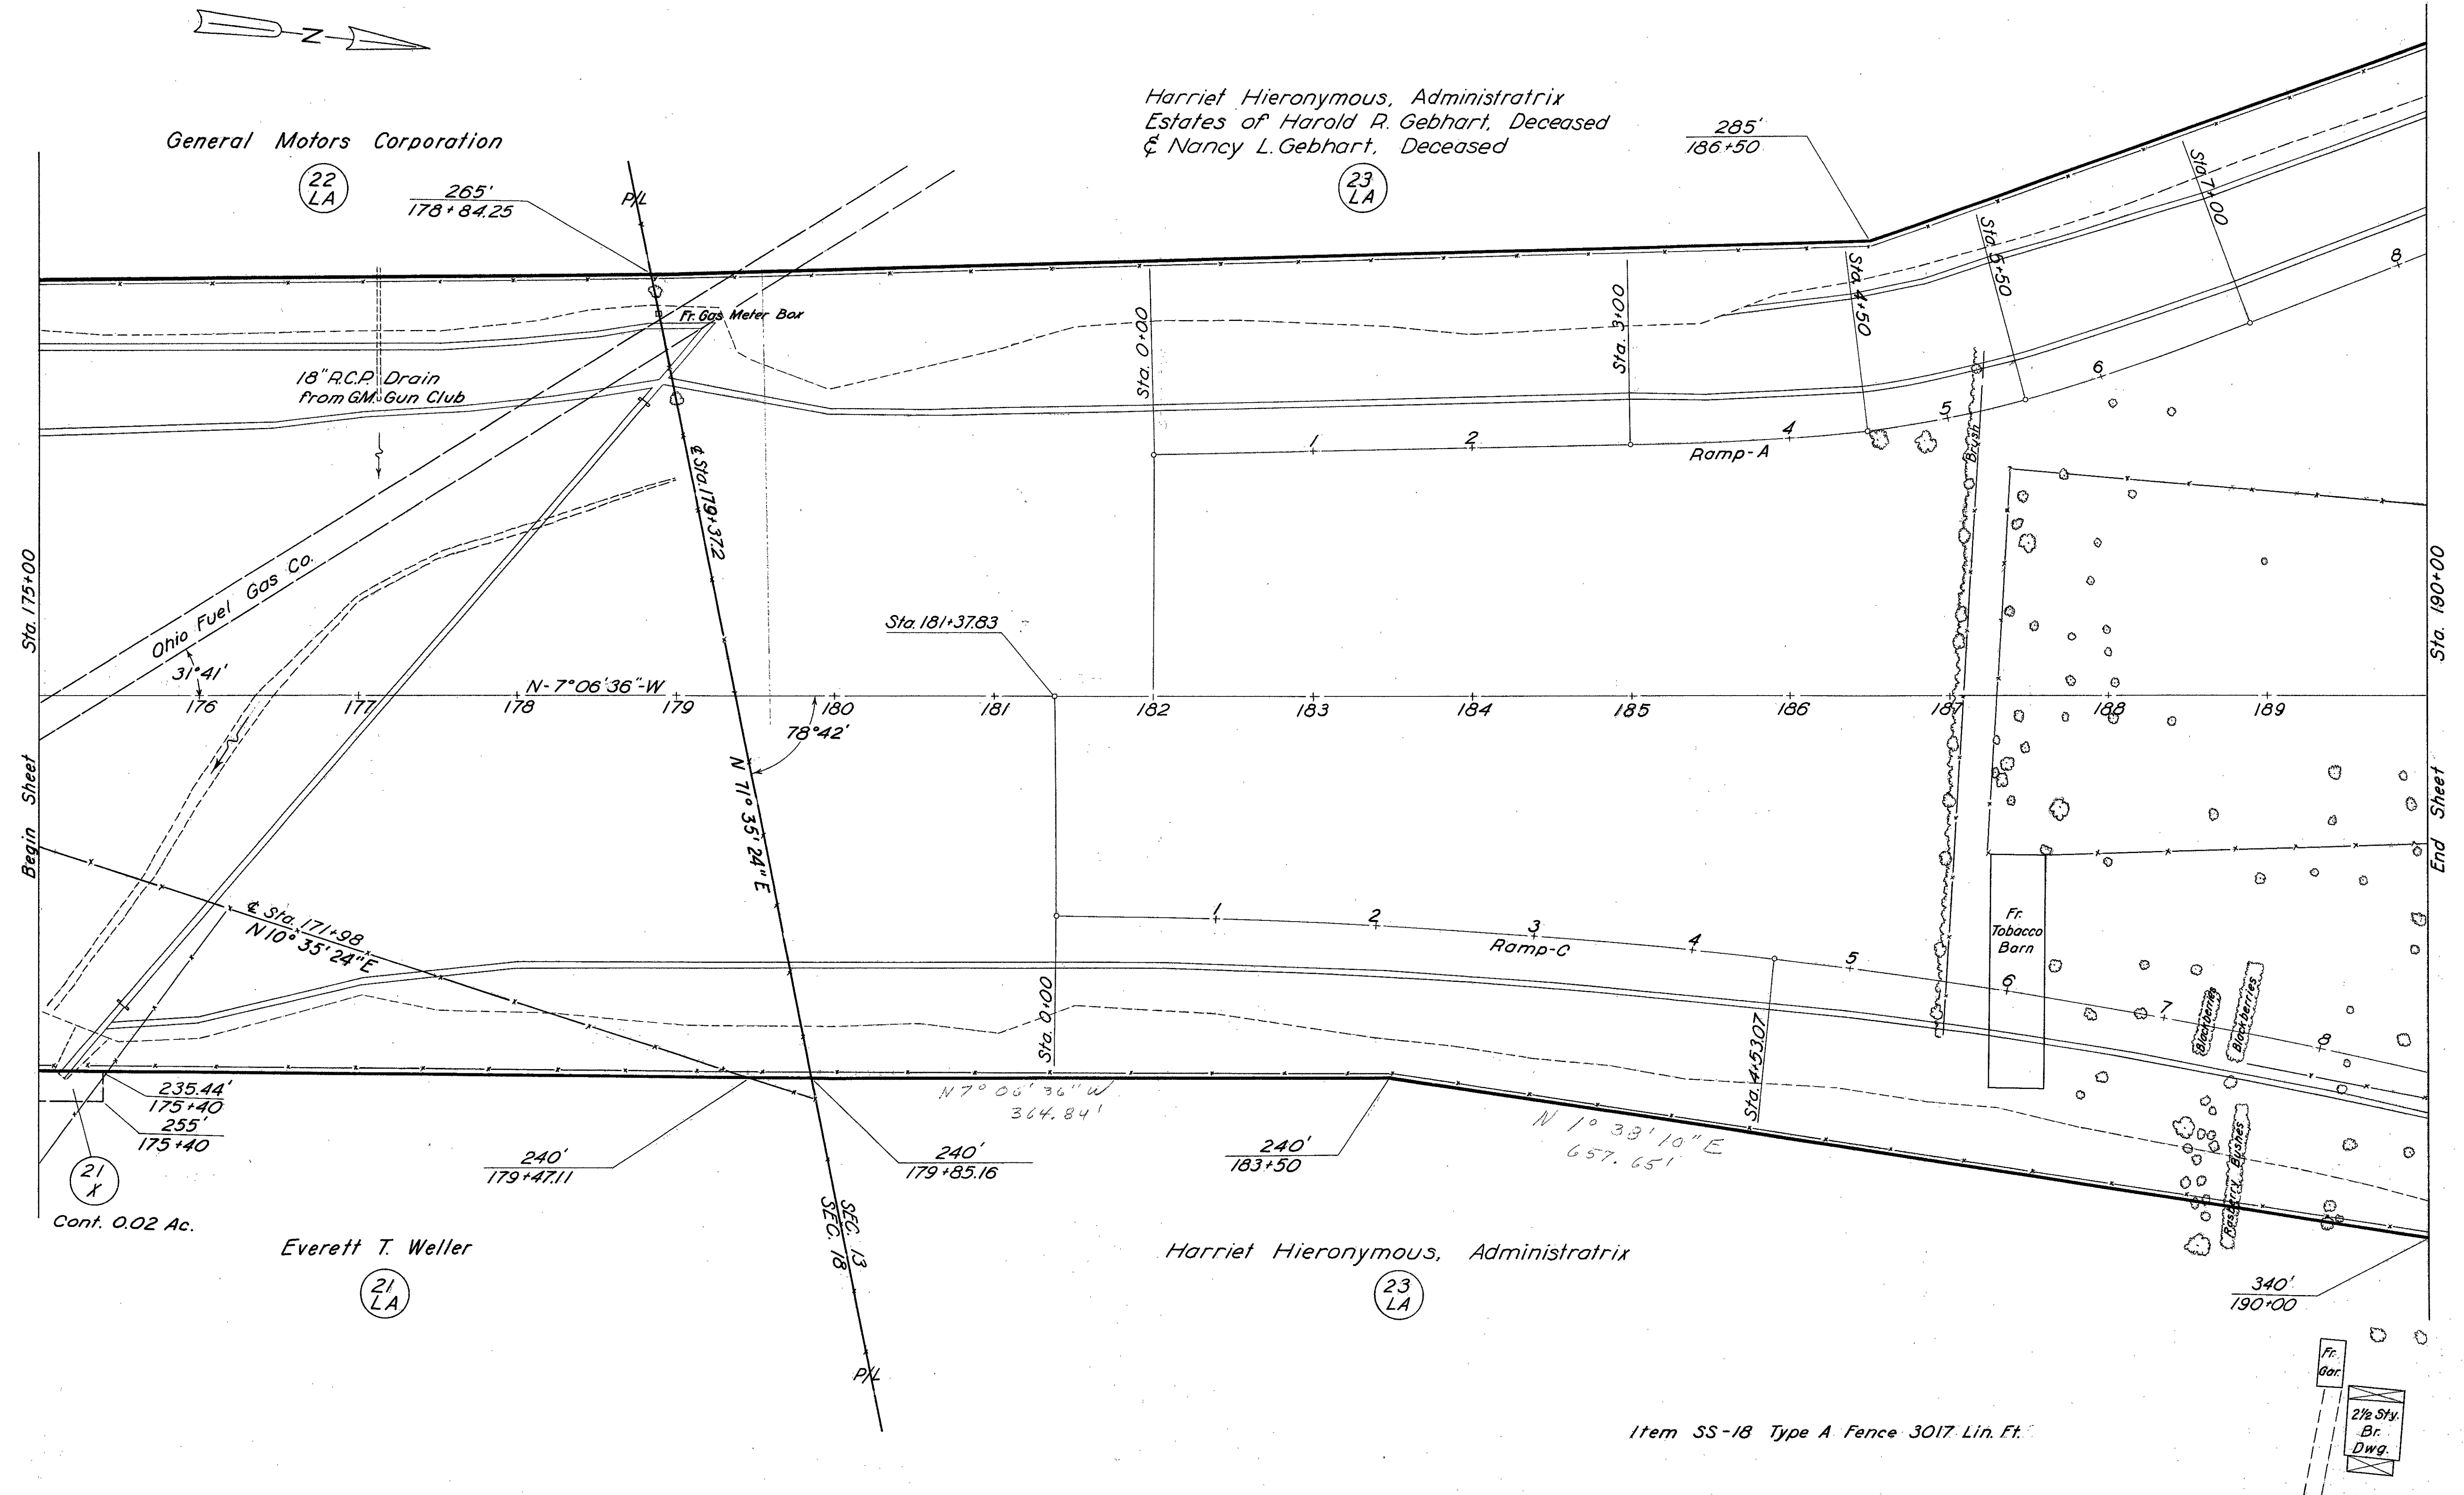 N
General Motors Corporation
22
LA
265'
178+84.25
P/L
Harriet Hieronymous, Administratrix
Estates of Harold R. Gebhart, Deceased
& Nancy L. Gebhart, Deceased
23
LA
285'
186+50
Sta. 7+00
Sta. 5+50
Sta. 4+50
Sta. 3+00
Sta. 0+00
8
6
5
4
2
1
Ramp-A
Fr. Gas Meter Box
18" R.C.P. Drain
from G.M. Gun Club
℄ Sta. 179+37.2
Brush
Ohio Fuel Gas Co.
31°41'
Sta. 175+00
Begin Sheet
Sta. 190+00
End Sheet
Sta. 181+37.83
N-7°06'36"-W
176
177
178
179
180
181
182
183
184
185
186
187
188
189
78°42'
N 71° 35' 24" E
℄ Sta. 171+98
N 10° 35' 24" E
1
2
3
4
5
6
7
8
Ramp-C
Fr.
Tobacco
Barn
Blackberries
Blackberries
Rasberry Bushes
Sta. 0+00
Sta. 4+53.07
235.44'
175+40
255'
175+40
21
X
Cont. 0.02 Ac.
240'
179+47.11
240'
179+85.16
N 7° 06' 36" W
364.84'
240'
183+50
N 1° 38' 10" E
657.65'
SEC. 13
SEC. 18
P/L
Everett T. Weller
21
LA
Harriet Hieronymous, Administratrix
23
LA
340'
190+00
Fr.
Gar.
2½ Sty.
Br.
Dwg.
Item SS-18 Type A Fence 3017 Lin. Ft.